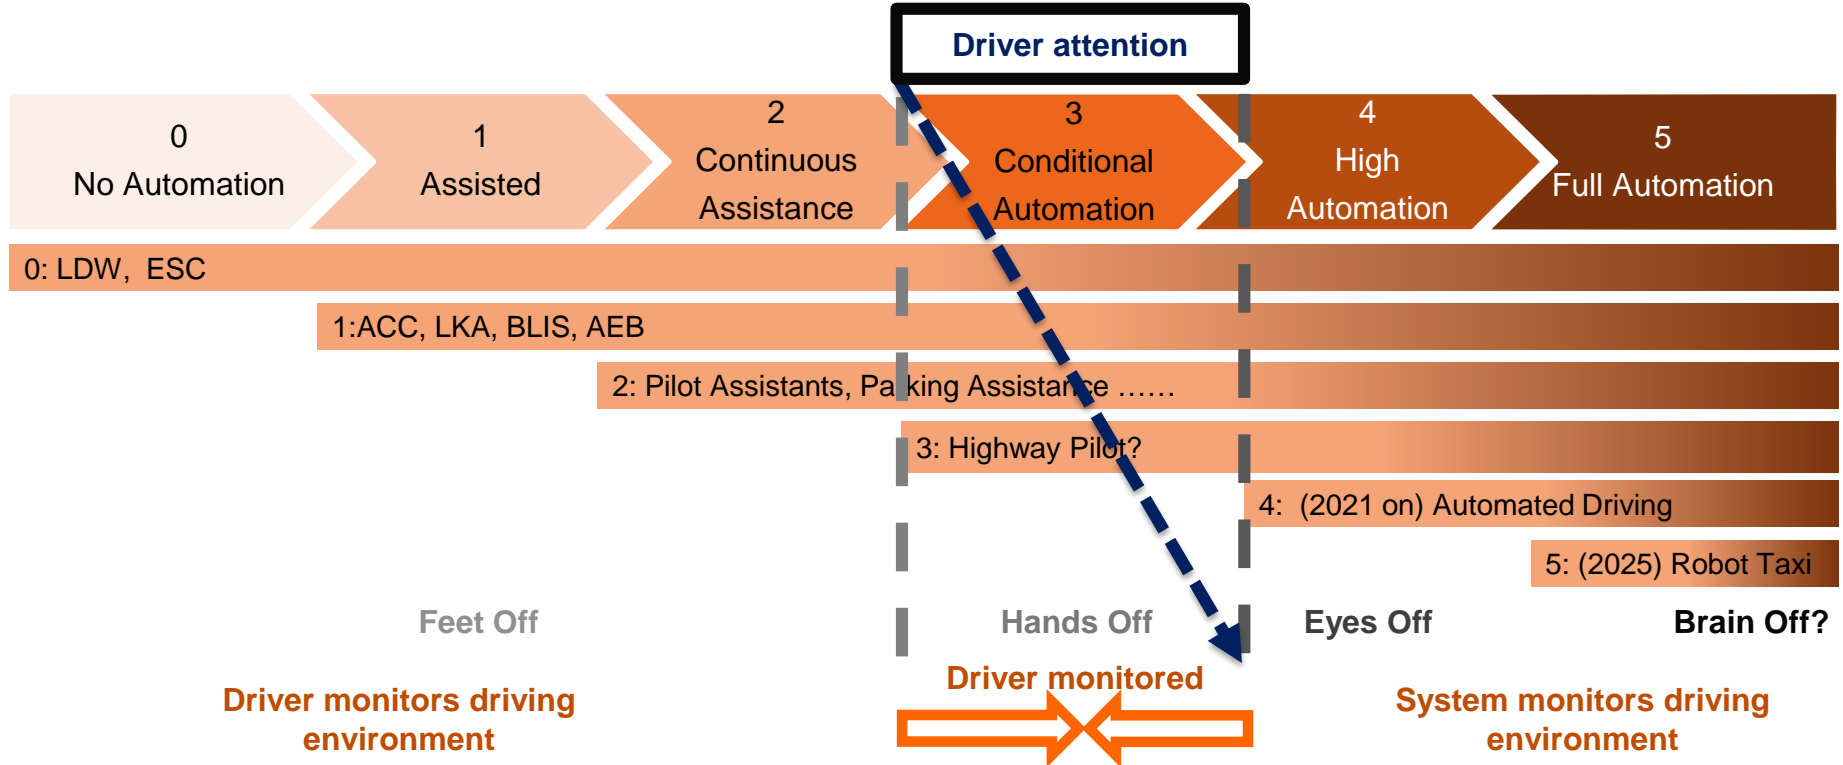 Driver attention
0
No Automation
1
Assisted
2
Continuous
Assistance
3
Conditional
Automation
4
High
Automation
5
Full Automation
0: LDW,  ESC
1:ACC, LKA, BLIS, AEB
2: Pilot Assistants, Parking Assistance ......
3: Highway Pilot?
4:  (2021 on) Automated Driving
5: (2025) Robot Taxi
Feet Off
Hands Off
Eyes Off
Brain Off?
Driver monitors driving
environment
Driver monitored
System monitors driving
environment